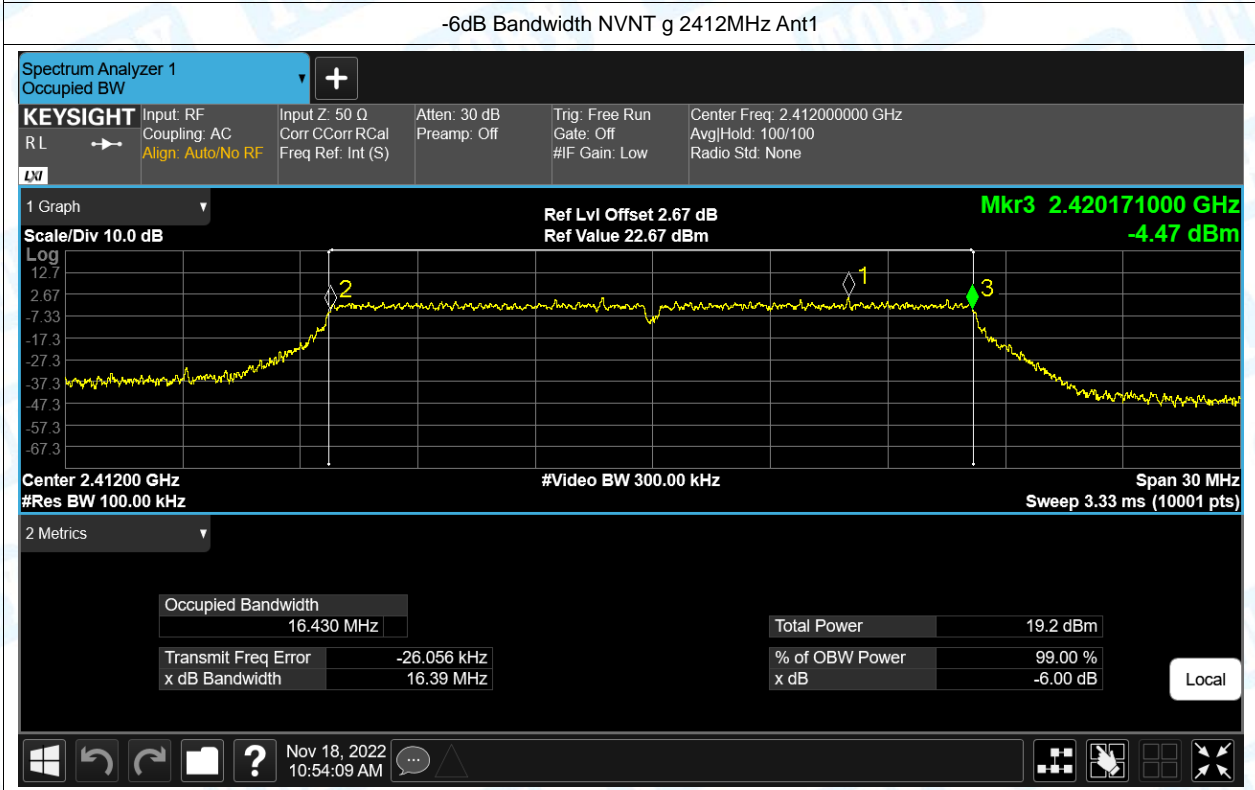 -6dB Bandwidth NVNT g 2412MHz Ant1
Spectrum Analyzer 1
Occupied BW
KEYSIGHT
RL
LXI
Input: RF
Coupling: AC
Align: Auto/No RF
Input Z: 50 Ω
Corr CCorr RCal
Freq Ref: Int (S)
Atten: 30 dB
Preamp: Off
Trig: Free Run
Gate: Off
#IF Gain: Low
Center Freq: 2.412000000 GHz
Avg|Hold: 100/100
Radio Std: None
1 Graph
Scale/Div 10.0 dB
Ref Lvl Offset 2.67 dB
Ref Value 22.67 dBm
Mkr3 2.420171000 GHz
-4.47 dBm
Log
12.7
2.67
-7.33
-17.3
-27.3
-37.3
-47.3
-57.3
-67.3
2
1
3
Center 2.41200 GHz
#Res BW 100.00 kHz
#Video BW 300.00 kHz
Span 30 MHz
Sweep 3.33 ms (10001 pts)
2 Metrics
Occupied Bandwidth
16.430 MHz
Transmit Freq Error -26.056 kHz
x dB Bandwidth 16.39 MHz
Total Power 19.2 dBm
% of OBW Power 99.00 %
x dB -6.00 dB
Local
?
Nov 18, 2022
10:54:09 AM